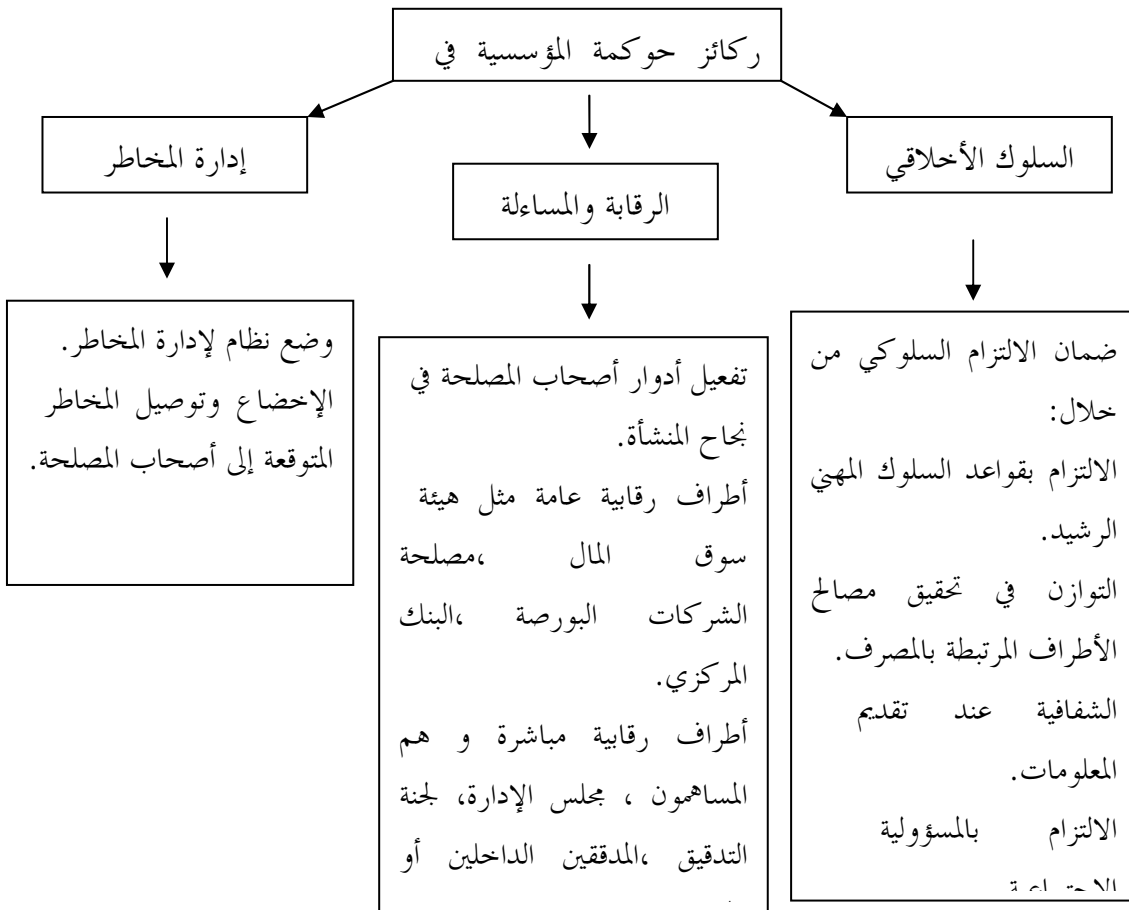 ركائز حوكمة المؤسسية في
السلوك الأخلاقي
الرقابة والمساءلة
إدارة المخاطر
ضمان الالتزام السلوكي من
خلال:
الالتزام بقواعد السلوك المهني
الرشيد.
التوازن في تحقيق مصالح
الأطراف المرتبطة بالمصرف.
الشفافية عند تقديم
المعلومات.
الالتزام بالمسؤولية
تفعيل أدوار أصحاب المصلحة في
نجاح المنشأة.
أطراف رقابية عامة مثل هيئة
سوق المال ،مصلحة
الشركات البورصة ،البنك
المركزي.
أطراف رقابية مباشرة و هم
المساهمون ، مجلس الإدارة، لجنة
التدقيق ،المدققين الداخلين أو
وضع نظام لإدارة المخاطر.
الإخضاع وتوصيل المخاطر
المتوقعة إلى أصحاب المصلحة.